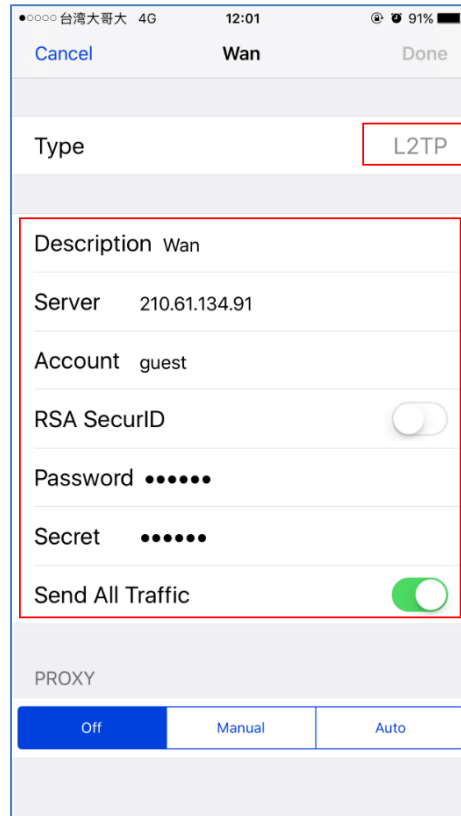 台湾大哥大 4G 12:01 91%
Cancel Wan Done
Type L2TP
Description Wan
Server 210.61.134.91
Account guest
RSA SecurID
Password ••••••
Secret ••••••
Send All Traffic
PROXY
Off Manual Auto